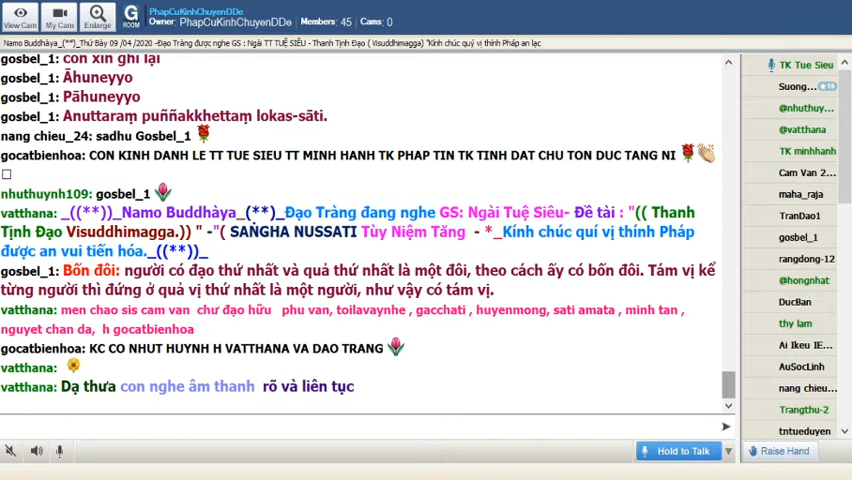 PhapCuKinhChuyenDDe
Owner: PhapCuKinhChuyenDDe Members: 45 Cams: 0
View Cam
My Cam
Enlarge
G
ROOM
Namo Buddhàya_(**)_Thứ Bảy 09 /04 /2020 -Đạo Tràng được nghe GS : Ngài TT TUỆ SIÊU - Thanh Tịnh Đạo ( Visuddhimagga) "Kính chúc quý vị thính Pháp an lạc
gosbel_1: con xin ghi lại
gosbel_1: Āhuneyyo
gosbel_1: Pāhuneyyo
gosbel_1: Anuttaraṃ puññakkhettaṃ lokas-sāti.
nang chieu_24: sadhu Gosbel_1
gocatbienhoa: CON KINH DANH LE TT TUE SIEU TT MINH HANH TK PHAP TIN TK TINH DAT CHU TON DUC TANG NI
nhuthuynh109: gosbel_1
vatthana: _((**))_Namo Buddhàya_(**)_Đạo Tràng đang nghe GS: Ngài Tuệ Siêu- Đề tài : "(( Thanh
Tịnh Đạo Visuddhimagga.)) " -"( SAṄGHA NUSSATI Tùy Niệm Tăng - *_Kính chúc quí vị thính Pháp
được an vui tiến hóa._((**)_
gosbel_1: Bốn đôi: người có đạo thứ nhất và quả thứ nhất là một đôi, theo cách ấy có bốn đôi. Tám vị kể
từng người thì đứng ở quả vị thứ nhất là một người, như vậy có tám vị.
vatthana: men chao sis cam van chư đạo hữu phu van, toilavaynhe , gacchati , huyenmong, sati amata , minh tan ,
nguyet chan da, h gocatbienhoa
gocatbienhoa: KC CO NHUT HUYNH H VATTHANA VA DAO TRANG
vatthana:
vatthana: Dạ thưa con nghe âm thanh rõ và liên tục
Hold to Talk
Raise Hand
TK Tue Sieu
Suong... 10
@nhuthuy...
@vatthana
TK minhhanh
Cam Van 2...
maha_raja
TranDao1
gosbel_1
rangdong-12
@hongnhat
DucBan
thy lam
Ai Ikeu IE...
AuSocLinh
nang chieu...
Trangthu-2
tntueduyen